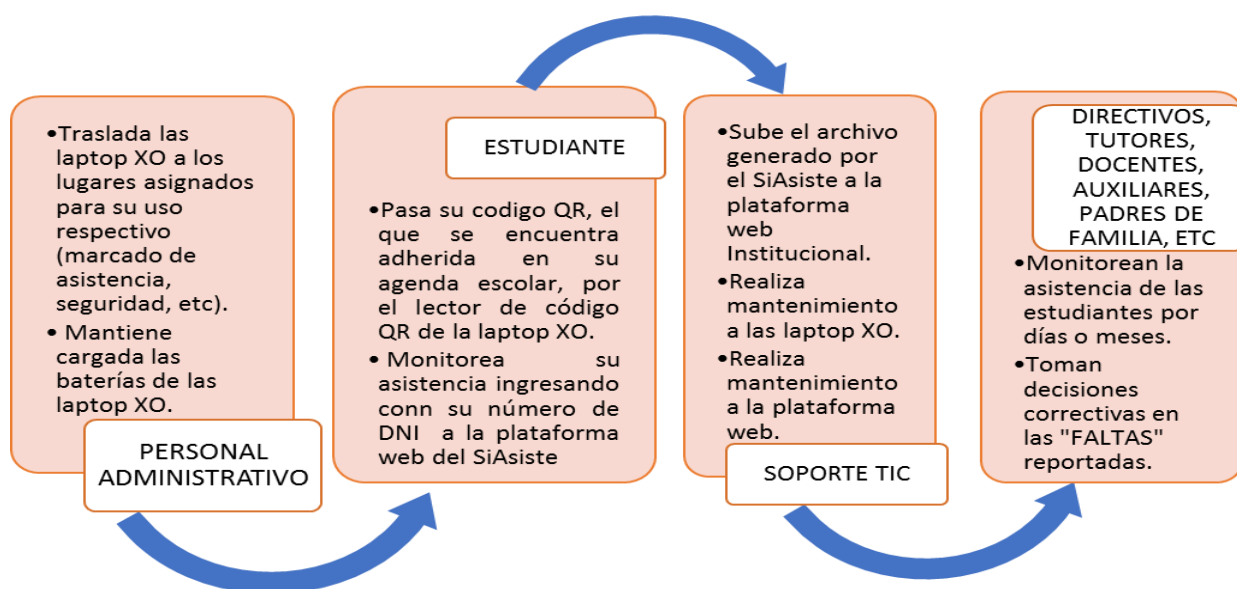 •Traslada las
laptop XO a los
lugares asignados
para su uso
respectivo
(marcado de
asistencia,
seguridad, etc).
• Mantiene
cargada las
baterías de las
laptop XO.
PERSONAL
ADMINISTRATIVO
ESTUDIANTE
•Pasa su codigo QR, el
que se encuentra
adherida en su
agenda escolar, por
el lector de código
QR de la laptop XO.
• Monitorea su
asistencia ingresando
conn su número de
DNI a la plataforma
web del SiAsiste
•Sube el archivo
generado por
el SiAsiste a la
plataforma
web
Institucional.
•Realiza
mantenimiento
a las laptop XO.
•Realiza
mantenimiento
a la plataforma
web.
SOPORTE TIC
DIRECTIVOS,
TUTORES,
DOCENTES,
AUXILIARES,
PADRES DE
FAMILIA, ETC
•Monitorean la
asistencia de las
estudiantes por
días o meses.
•Toman
decisiones
correctivas en
las "FALTAS"
reportadas.